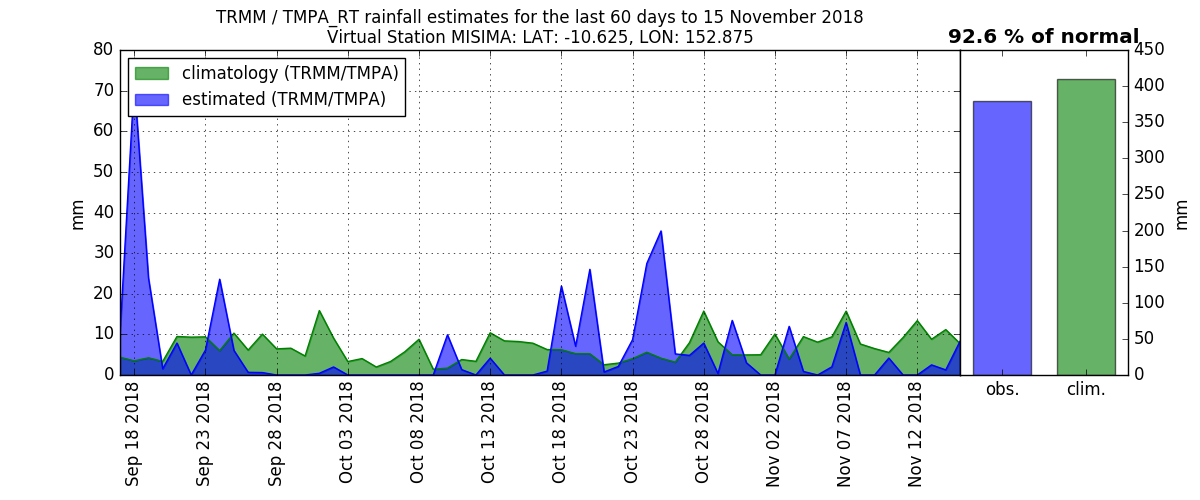 TRMM / TMPA_RT rainfall estimates for the last 60 days to 15 November 2018
Virtual Station MISIMA: LAT: -10.625, LON: 152.875
92.6 % of normal
climatology (TRMM/TMPA)
estimated (TRMM/TMPA)
80
70
60
50
40
30
20
10
0
mm
Sep 18 2018
Sep 23 2018
Sep 28 2018
Oct 03 2018
Oct 08 2018
Oct 13 2018
Oct 18 2018
Oct 23 2018
Oct 28 2018
Nov 02 2018
Nov 07 2018
Nov 12 2018
obs.
clim.
450
400
350
300
250
200
150
100
50
0
mm